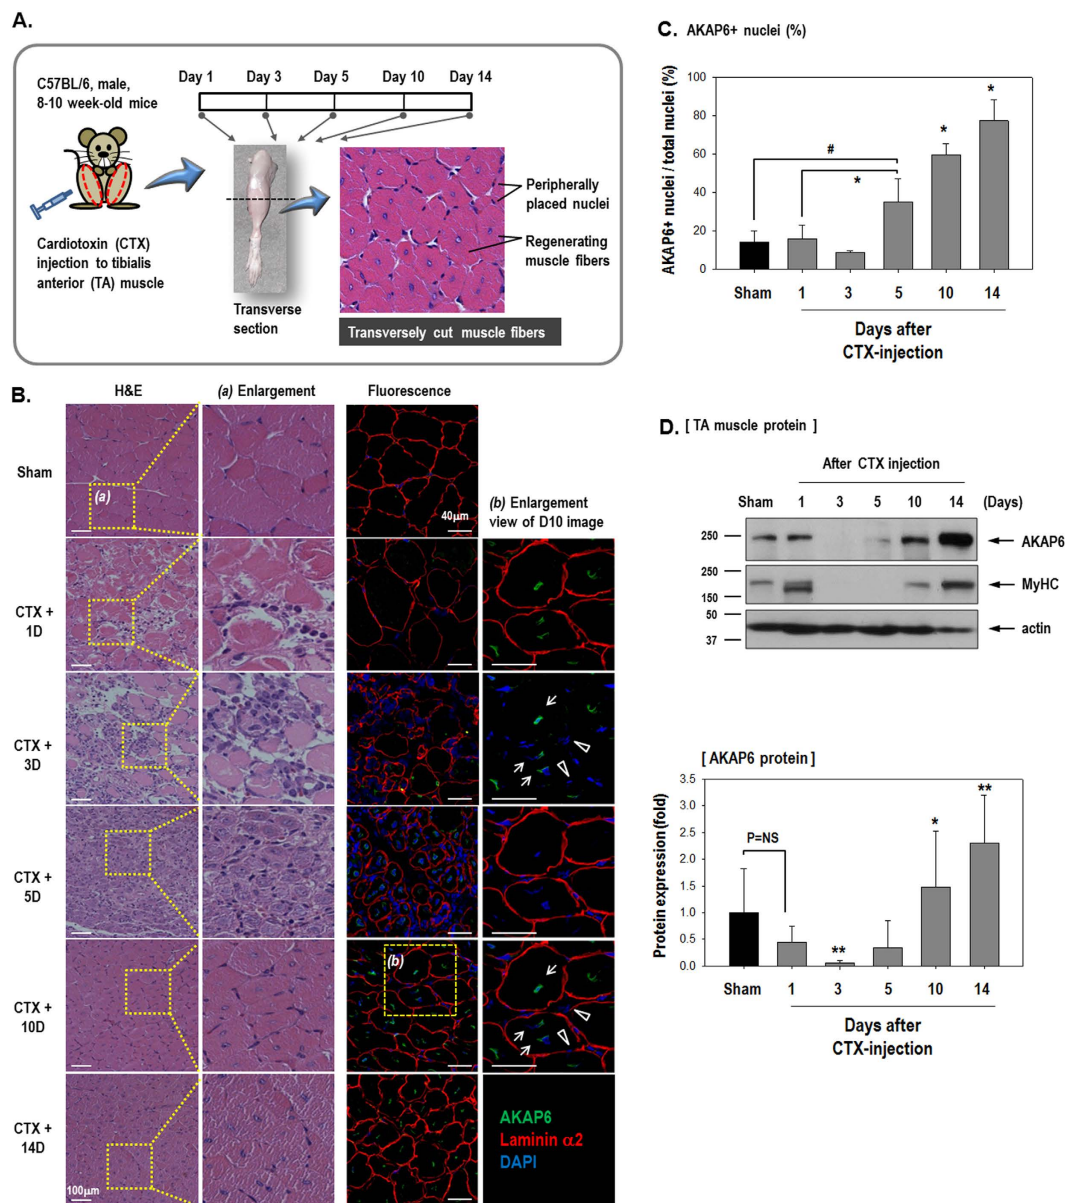 A.
C57BL/6, male,
8-10 week-old mice
Day 1 Day 3 Day 5 Day 10 Day 14
Cardiotoxin (CTX)
injection to tibialis
anterior (TA) muscle
Transverse
section
Peripherally
placed nuclei
Regenerating
muscle fibers
Transversely cut muscle fibers
B.
H&E (a) Enlargement Fluorescence
Sham
(a)
40μm
(b) Enlargement
view of D10 image
CTX +
1D
CTX +
3D
CTX +
5D
CTX +
10D
(b)
CTX +
14D
100μm
AKAP6
Laminin α2
DAPI
C. AKAP6+ nuclei (%)
AKAP6+ nuclei / total nuclei (%)
100
80
60
40
20
0
#
*
*
*
Sham 1 3 5 10 14
Days after
CTX-injection
D. [ TA muscle protein ]
After CTX injection
Sham 1 3 5 10 14 (Days)
250
AKAP6
250
150
MyHC
50
37
actin
[ AKAP6 protein ]
Protein expression (fold)
3.5
3.0
2.5
2.0
1.5
1.0
0.5
0.0
P=NS
**
*
**
Sham 1 3 5 10 14
Days after
CTX-injection